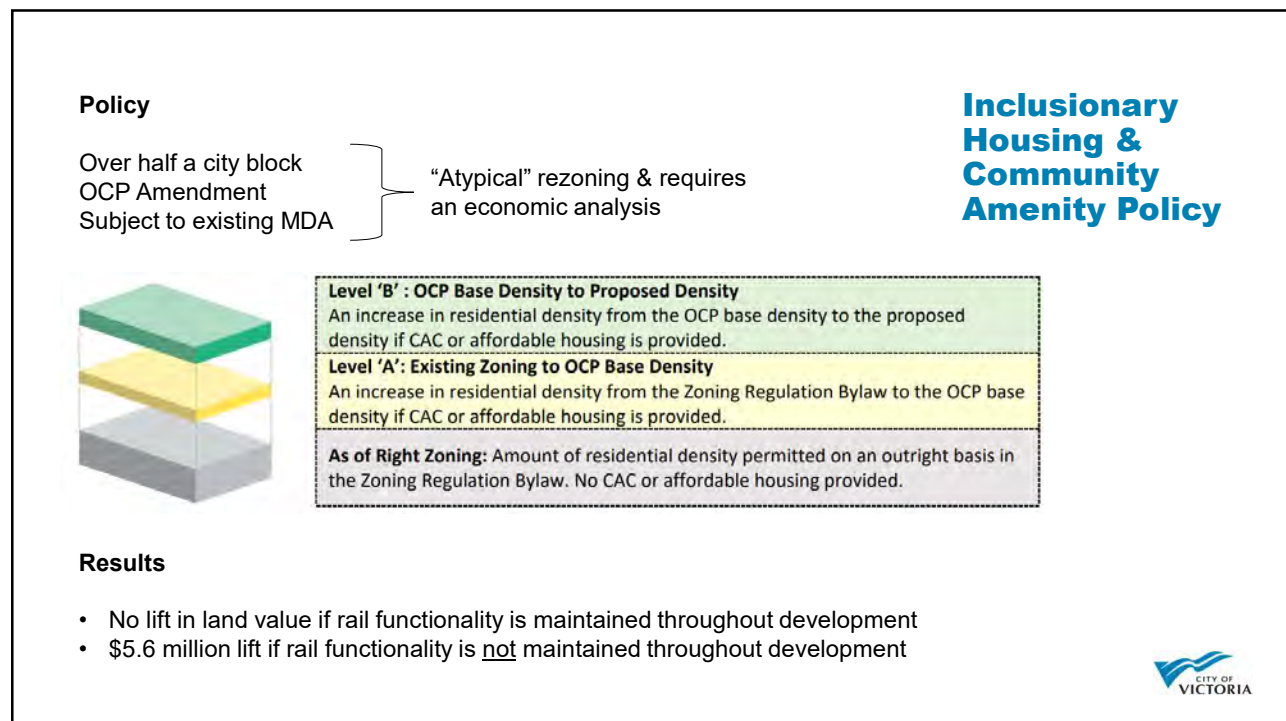 Policy
Inclusionary
Housing &
Community
Amenity Policy
Over half a city block
OCP Amendment
Subject to existing MDA
“Atypical” rezoning & requires
an economic analysis
Level ‘B’ : OCP Base Density to Proposed Density
An increase in residential density from the OCP base density to the proposed
density if CAC or affordable housing is provided.
Level ‘A’: Existing Zoning to OCP Base Density
An increase in residential density from the Zoning Regulation Bylaw to the OCP base
density if CAC or affordable housing is provided.
As of Right Zoning: Amount of residential density permitted on an outright basis in
the Zoning Regulation Bylaw. No CAC or affordable housing provided.
Results
• No lift in land value if rail functionality is maintained throughout development
• $5.6 million lift if rail functionality is not maintained throughout development
CITY OF
VICTORIA